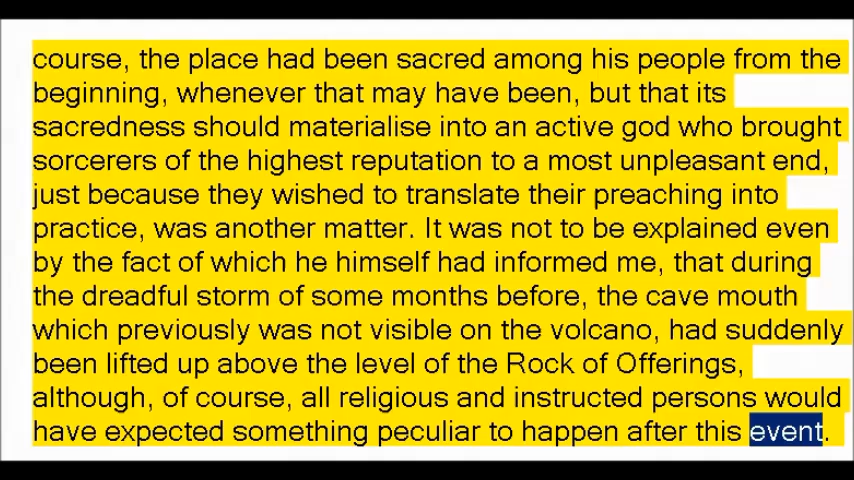 course, the place had been sacred among his people from the
beginning, whenever that may have been, but that its
sacredness should materialise into an active god who brought
sorcerers of the highest reputation to a most unpleasant end,
just because they wished to translate their preaching into
practice, was another matter. It was not to be explained even
by the fact of which he himself had informed me, that during
the dreadful storm of some months before, the cave mouth
which previously was not visible on the volcano, had suddenly
been lifted up above the level of the Rock of Offerings,
although, of course, all religious and instructed persons would
have expected something peculiar to happen after this event.